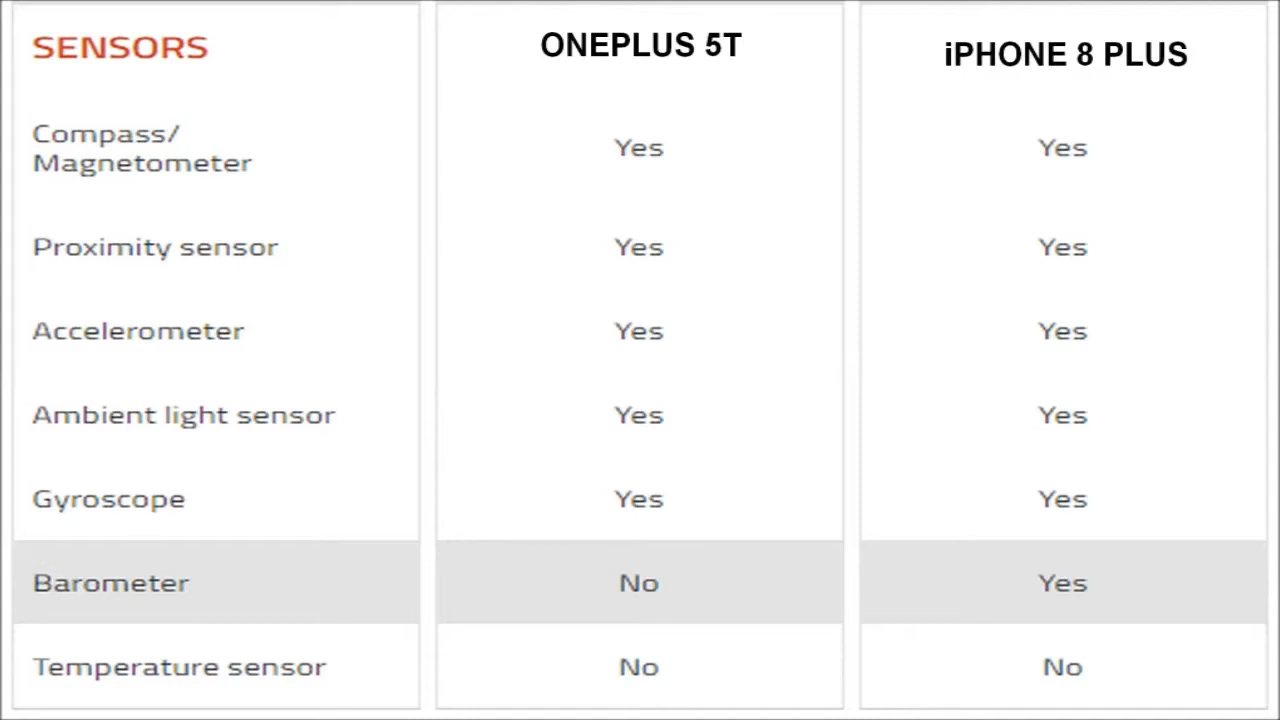 SENSORS ONEPLUS 5T iPHONE 8 PLUS
Compass/
Magnetometer Yes Yes
Proximity sensor Yes Yes
Accelerometer Yes Yes
Ambient light sensor Yes Yes
Gyroscope Yes Yes
Barometer No Yes
Temperature sensor No No